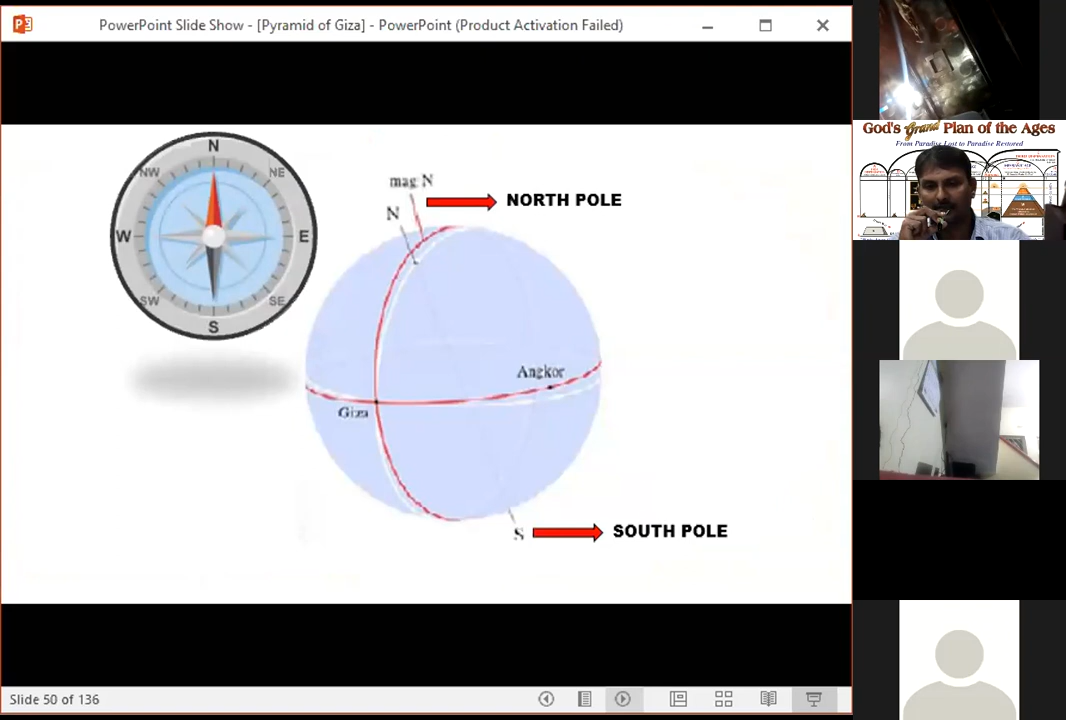 PowerPoint Slide Show - [Pyramid of Giza] - PowerPoint (Product Activation Failed)
God's Grand Plan of the Ages
From Paradise Lost to Paradise Restored
N
NW
NE
W
E
SW
SE
S
mag N
NORTH POLE
N
Angkor
Giza
S
SOUTH POLE
Slide 50 of 136